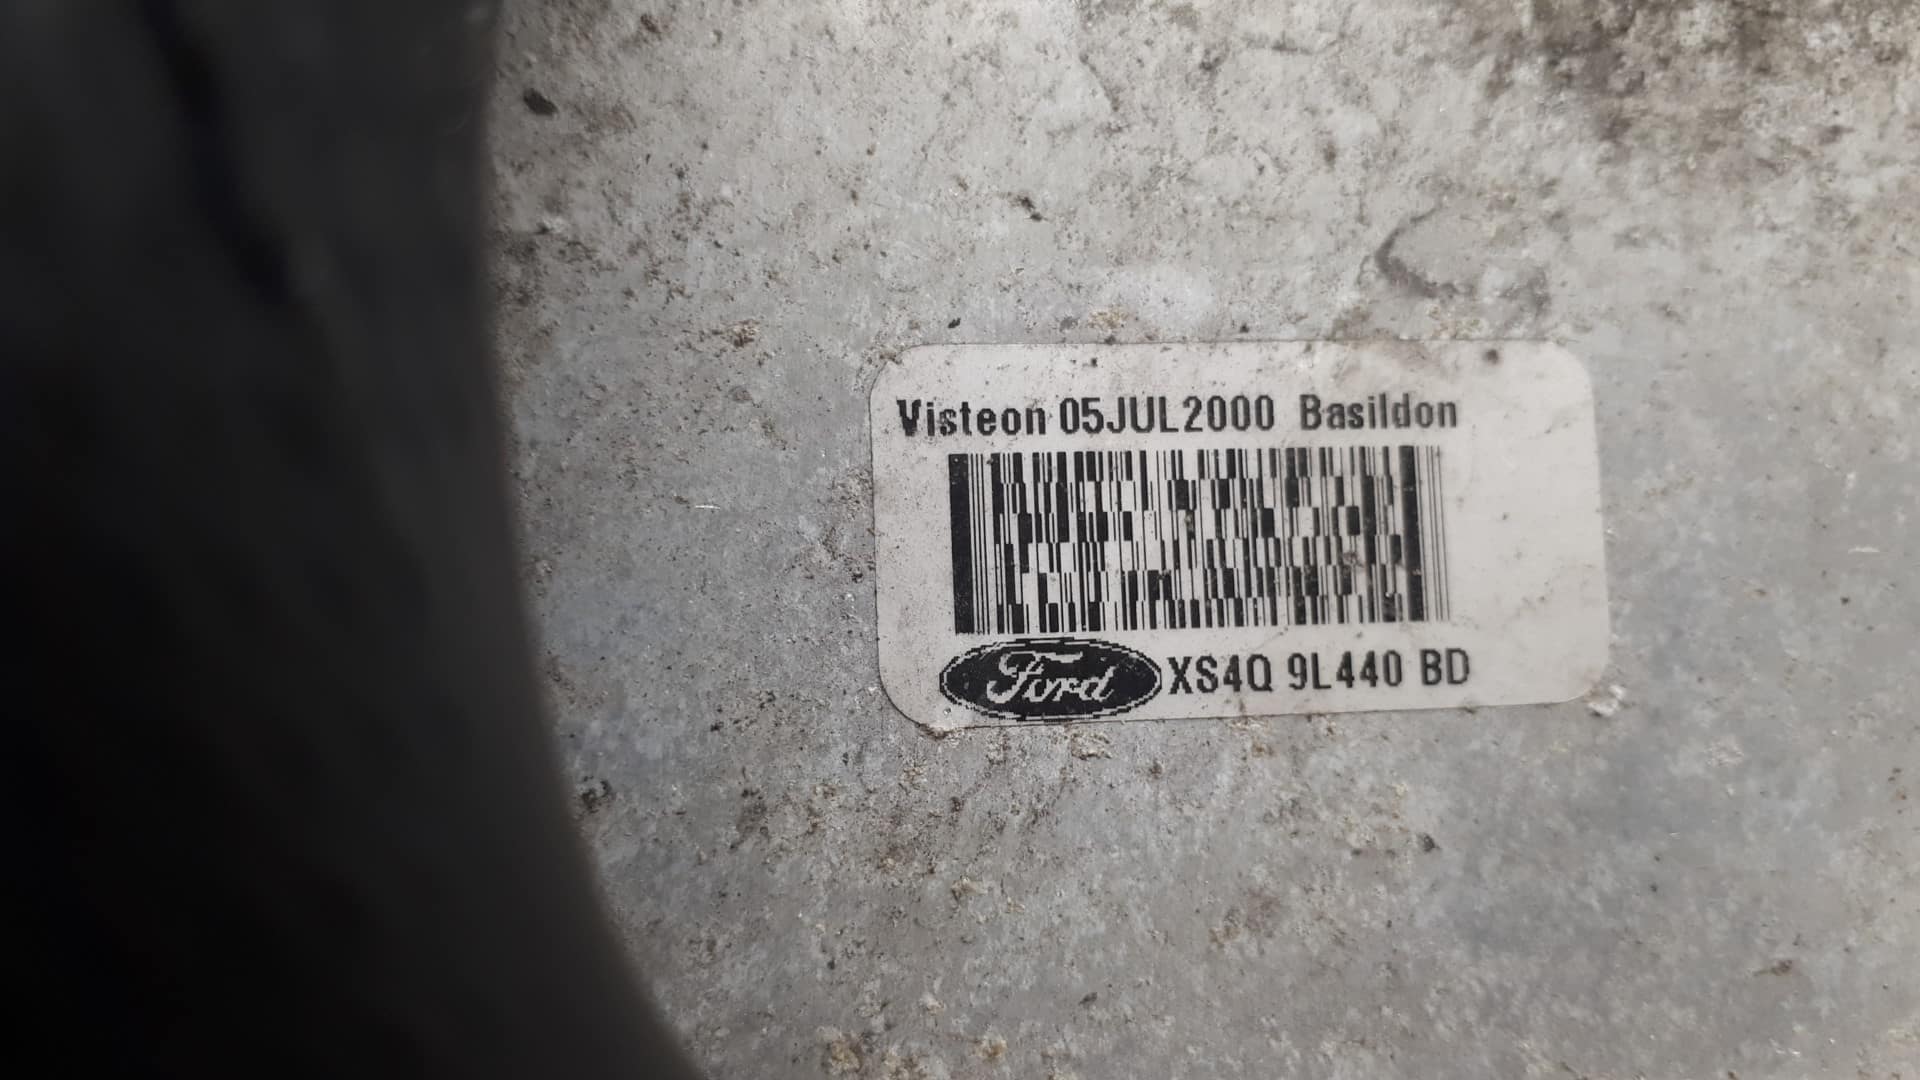 Visteon 05JUL2000 Basildon
Ford XS4Q 9L440 BD